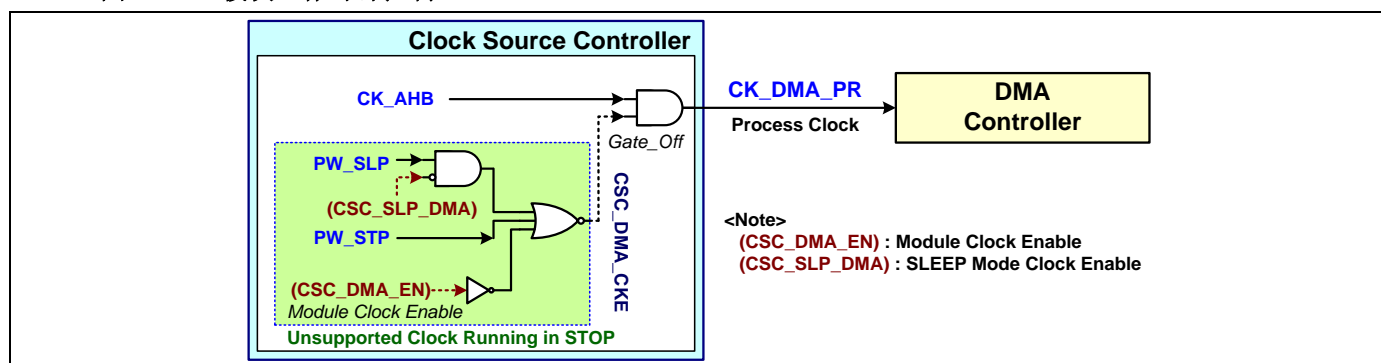 Clock Source Controller
CK_AHB
CK_DMA_PR
Process Clock
DMA
Controller
Gate_Off
PW_SLP
(CSC_SLP_DMA)
PW_STP
(CSC_DMA_EN)
Module Clock Enable
CSC_DMA_CKE
Unsupported Clock Running in STOP
<Note>
(CSC_DMA_EN) : Module Clock Enable
(CSC_SLP_DMA) : SLEEP Mode Clock Enable